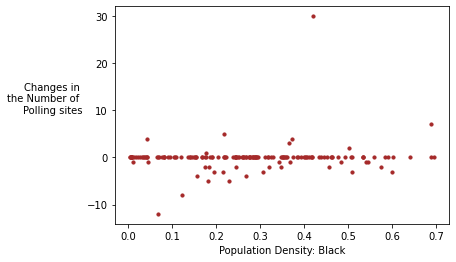 30
20
10
0
−10
Changes in
the Number of
Polling sites
0.0 0.1 0.2 0.3 0.4 0.5 0.6 0.7
Population Density: Black